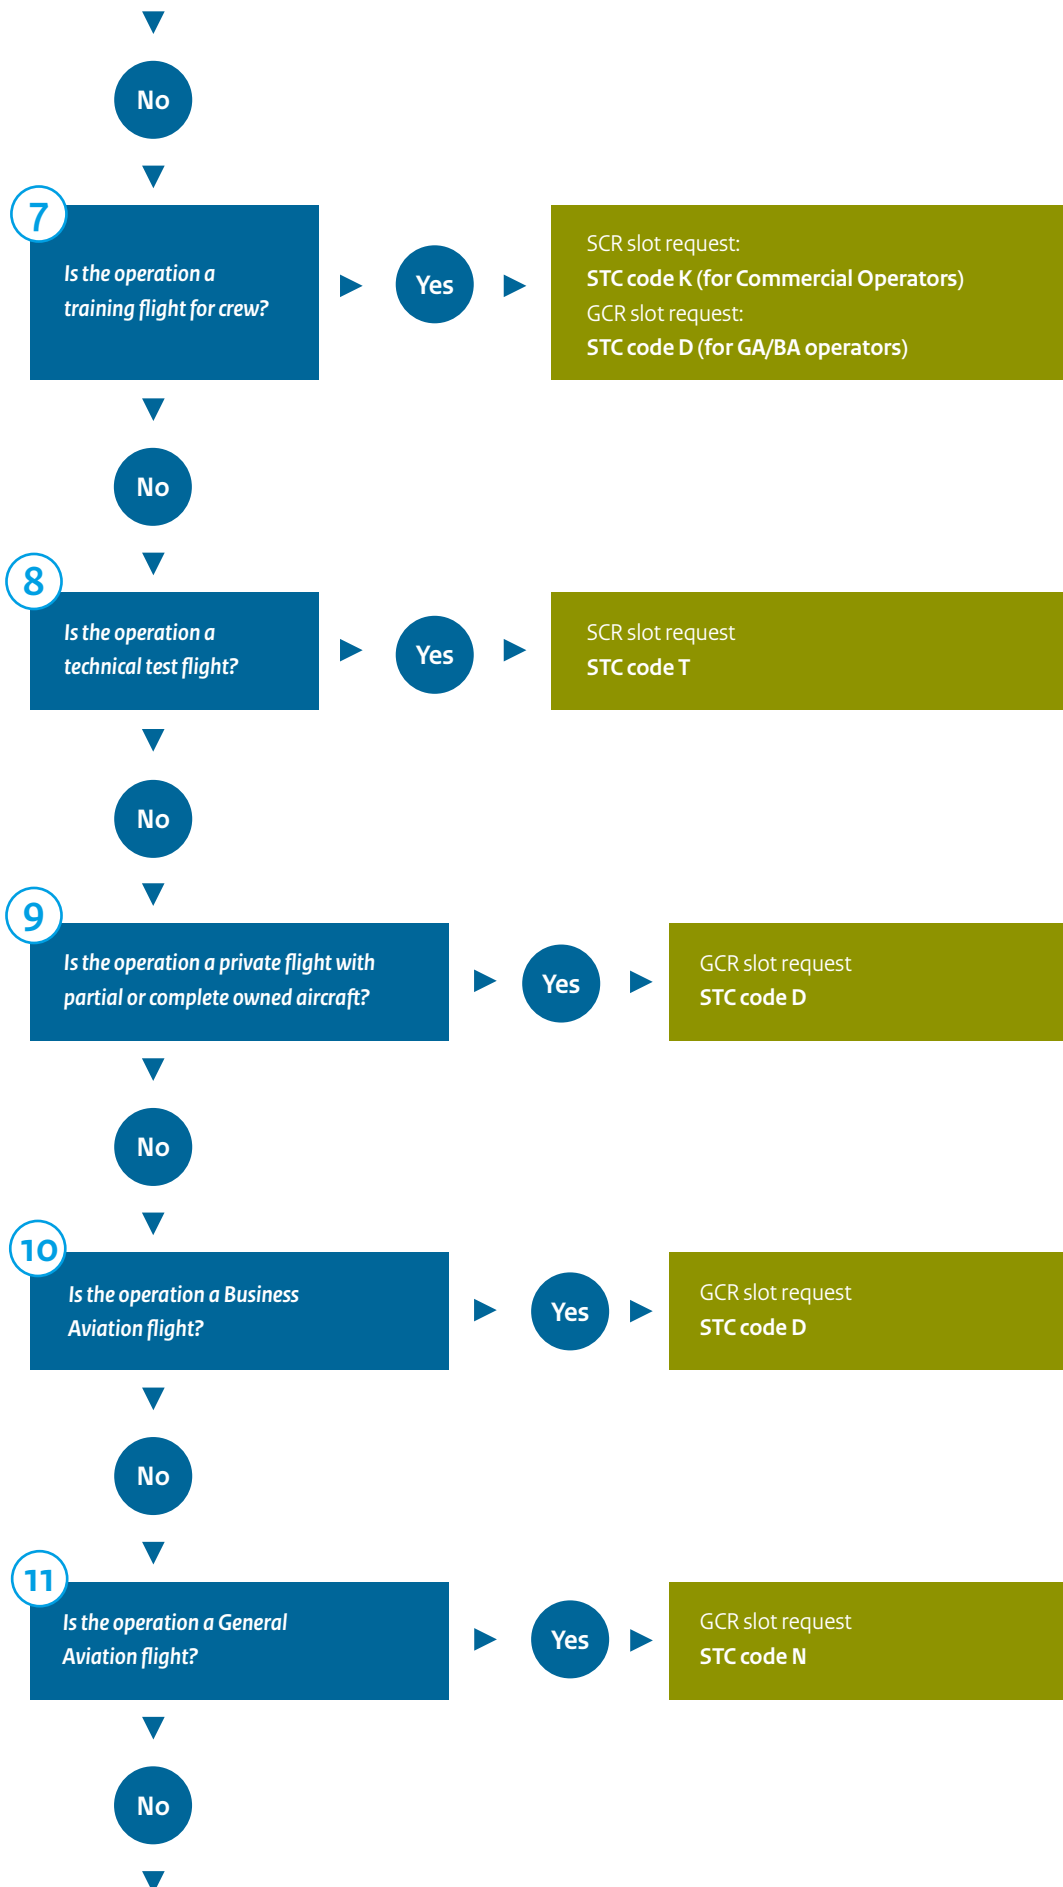 No
7
Is the operation a
training flight for crew?
Yes
SCR slot request:
STC code K (for Commercial Operators)
GCR slot request:
STC code D (for GA/BA operators)
No
8
Is the operation a
technical test flight?
Yes
SCR slot request
STC code T
No
9
Is the operation a private flight with
partial or complete owned aircraft?
Yes
GCR slot request
STC code D
No
10
Is the operation a Business
Aviation flight?
Yes
GCR slot request
STC code D
No
11
Is the operation a General
Aviation flight?
Yes
GCR slot request
STC code N
No